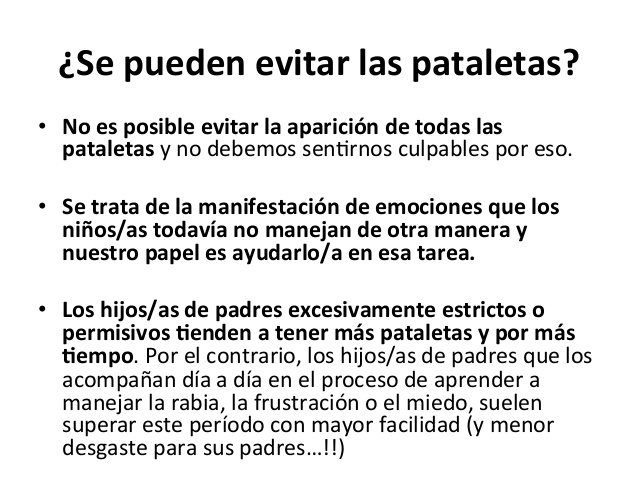 ¿Se pueden evitar las pataletas?
• No es posible evitar la aparición de todas las
pataletas y no debemos sentirnos culpables por eso.
• Se trata de la manifestación de emociones que los
niños/as todavía no manejan de otra manera y
nuestro papel es ayudarlo/a en esa tarea.
• Los hijos/as de padres excesivamente estrictos o
permisivos tienden a tener más pataletas y por más
tiempo. Por el contrario, los hijos/as de padres que los
acompañan día a día en el proceso de aprender a
manejar la rabia, la frustración o el miedo, suelen
superar este período con mayor facilidad (y menor
desgaste para sus padres…!!)